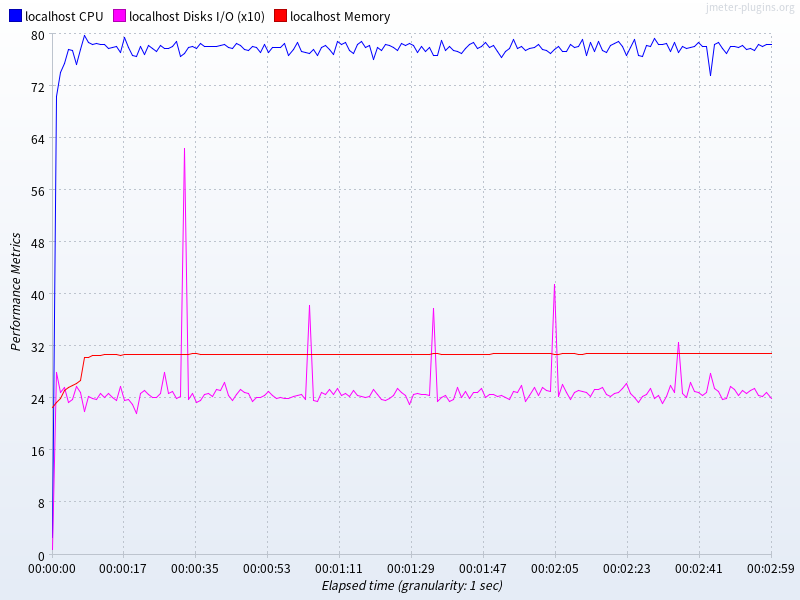 jmeter-plugins.org
localhost CPU localhost Disks I/O (x10) localhost Memory
80
72
64
56
48
40
32
24
16
8
0
Performance Metrics
00:00:00 00:00:17 00:00:35 00:00:53 00:01:11 00:01:29 00:01:47 00:02:05 00:02:23 00:02:41 00:02:59
Elapsed time (granularity: 1 sec)